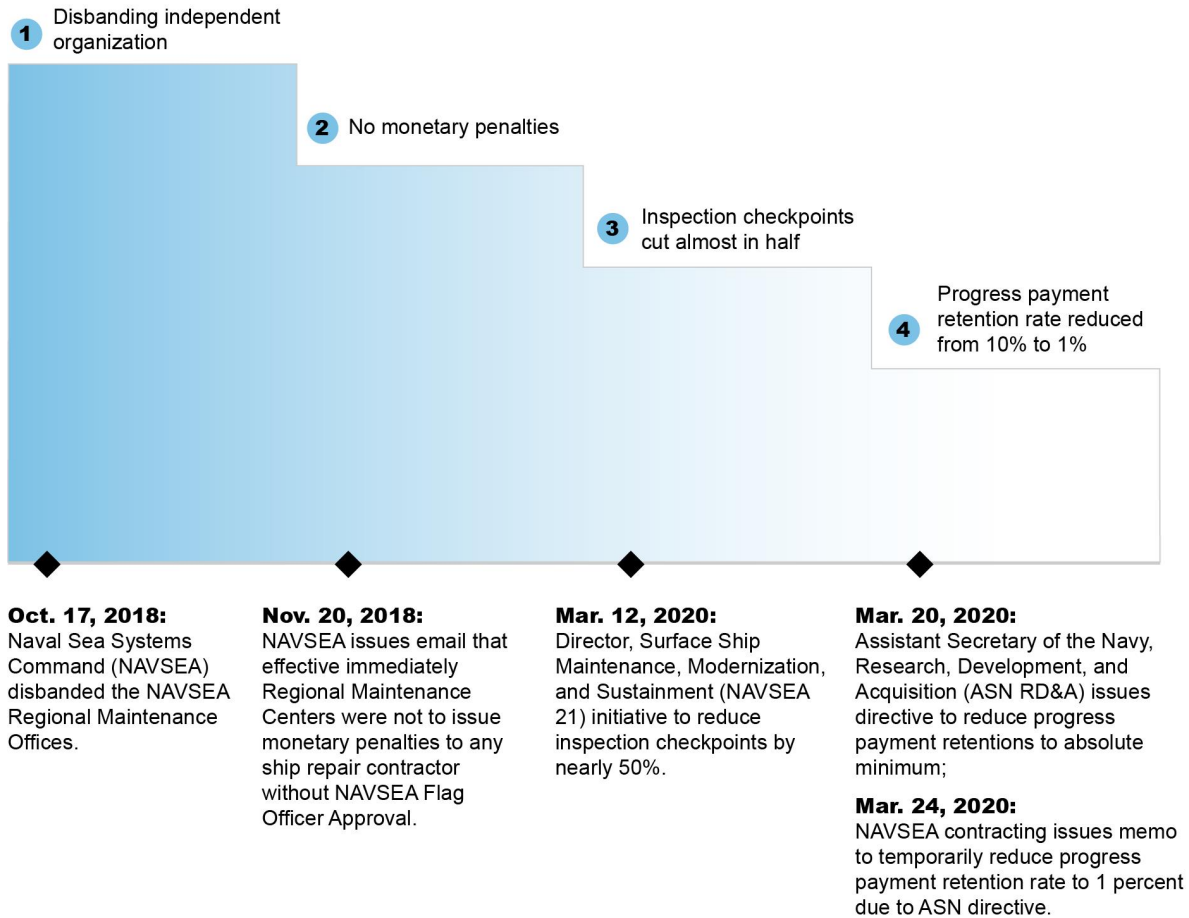 1
Disbanding independent
organization
2
No monetary penalties
3
Inspection checkpoints
cut almost in half
4
Progress payment
retention rate reduced
from 10% to 1%
Oct. 17, 2018:
Naval Sea Systems
Command (NAVSEA)
disbanded the NAVSEA
Regional Maintenance
Offices.
Nov. 20, 2018:
NAVSEA issues email that
effective immediately
Regional Maintenance
Centers were not to issue
monetary penalties to any
ship repair contractor
without NAVSEA Flag
Officer Approval.
Mar. 12, 2020:
Director, Surface Ship
Maintenance, Modernization,
and Sustainment (NAVSEA
21) initiative to reduce
inspection checkpoints by
nearly 50%.
Mar. 20, 2020:
Assistant Secretary of the Navy,
Research, Development, and
Acquisition (ASN RD&A) issues
directive to reduce progress
payment retentions to absolute
minimum;
Mar. 24, 2020:
NAVSEA contracting issues memo
to temporarily reduce progress
payment retention rate to 1 percent
due to ASN directive.